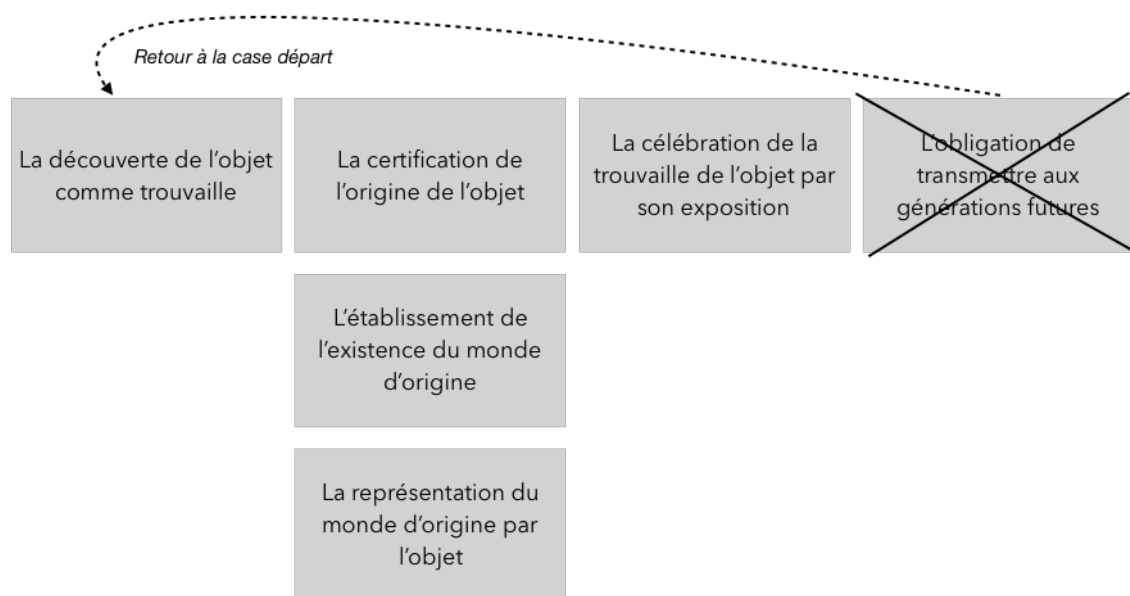 Retour à la case départ
La découverte de l'objet
comme trouvaille
La certification de
l'origine de l'objet
La célébration de la
trouvaille de l'objet par
son exposition
L'obligation de
transmettre aux
générations futures
L'établissement de
l'existence du monde
d'origine
La représentation du
monde d'origine par
l'objet